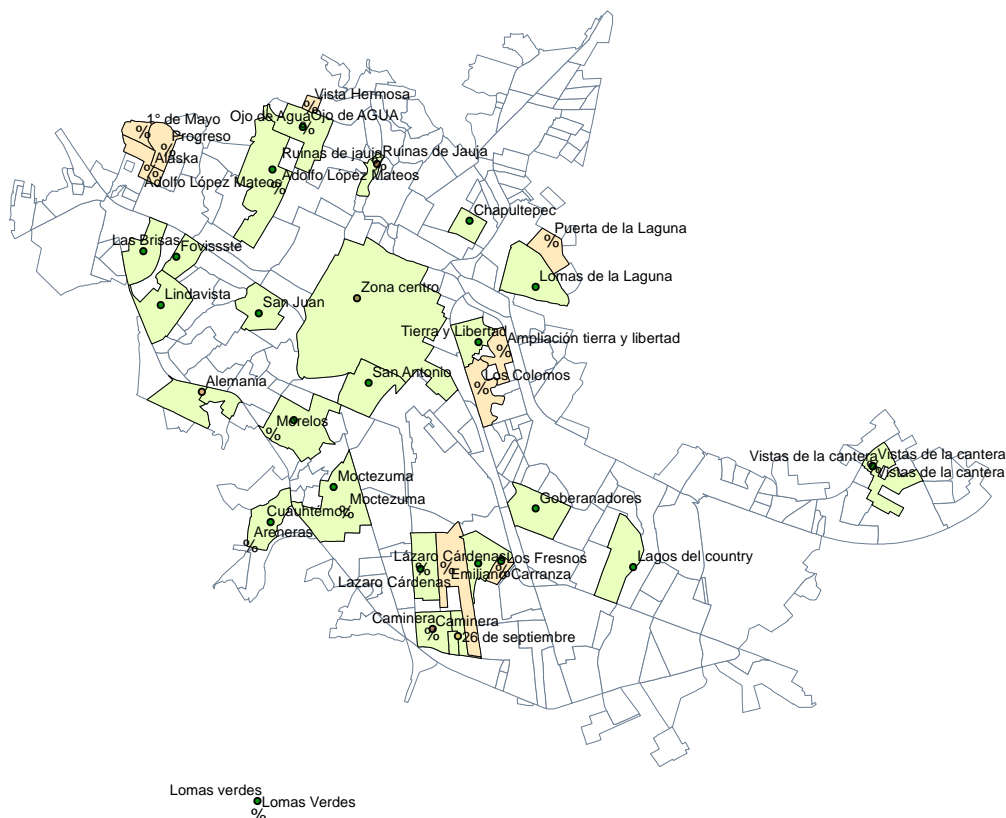 Vista Hermosa
1° de Mayo
Ojo de Agua
Ojo de AGUA
%
%
%
Progreso
%
Alaska
%
Ruinas de jauja
Ruinas de Jauja
%
Adolfo López Mateos
Adolfo López Mateos
%
Chapultepec
Puerta de la Laguna
%
Las Brisas
Fovissste
Lomas de la Laguna
Lindavista
San Juan
Zona centro
Tierra y Libertad
Ampliación tierra y libertad
%
Alemania
San Antonio
Los Colomos
%
Morelos
%
Vistas de la cantera
Vistas de la cantera
%
Vistas de la cantera
Moctezuma
Moctezuma
%
Goberanadores
Cuauhtemoc
Areneras
%
Lázaro Cárdenas
Los Fresnos
Lagos del country
%
%
%
Lazaro Cárdenas
Emiliano Carranza
Caminera
Caminera
%
26 de septiembre
Lomas verdes
Lomas Verdes
%